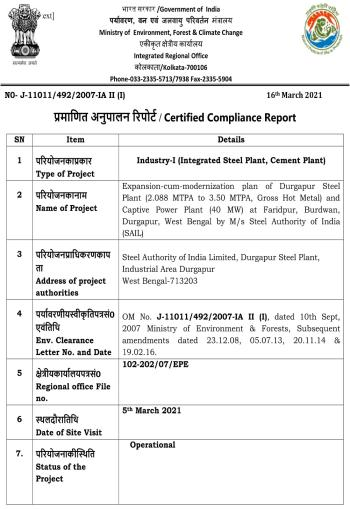 ext]
भारत सरकार /Government of India
पर्यावरण, वन एवं जलवायु परिवर्तन मंत्रालय
Ministry of Environment, Forest & Climate Change
एकीकृत क्षेत्रीय कार्यालय
Integrated Regional Office
कोलकाता/Kolkata-700106
Phone-033-2335-5713/7938 Fax-2335-5904
NO- J-11011/492/2007-IA II (I) 16th March 2021
प्रमाणित अनुपालन रिपोर्ट / Certified Compliance Report
SN Item Details
1 परियोजनकाप्रकार Industry-I (Integrated Steel Plant, Cement Plant)
Type of Project
2 परियोजनकानाम
Name of Project
Expansion-cum-modernization plan of Durgapur Steel
Plant (2.088 MTPA to 3.50 MTPA, Gross Hot Metal) and
Captive Power Plant (40 MW) at Faridpur, Burdwan,
Durgapur, West Bengal by M/s Steel Authority of India
(SAIL)
3 परियोजनप्राधिकरणकाप
ता
Address of project
authorities
Steel Authority of India Limited, Durgapur Steel Plant,
Industrial Area Durgapur
West Bengal-713203
4 पर्यावरणीयस्वीकृतिपत्रसं0
एवंतिथि
Env. Clearance
Letter No. and Date
OM No. J-11011/492/2007-IA II (I), dated 10th Sept,
2007 Ministry of Environment & Forests, Subsequent
amendments dated 23.12.08, 05.07.13, 20.11.14 &
19.02.16.
5 क्षेत्रीयकार्यालयपत्रसं0
Regional office File
no.
102-202/07/EPE
6 स्थलदौरातिथि
Date of Site Visit
5th March 2021
7. परियोजनाकीस्थिति
Status of the
Project
Operational